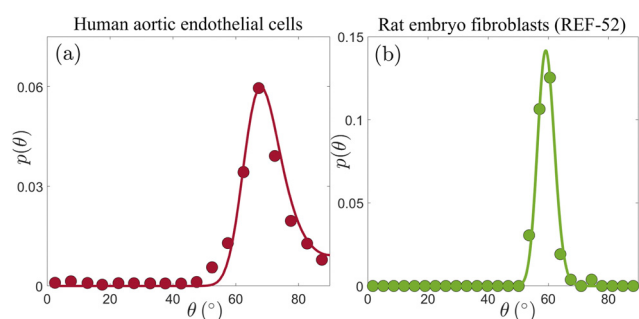 Human aortic endothelial cells
(a)
p(θ)
0.06
0.03
0
0
20
40
60
80
θ (°)
Rat embryo fibroblasts (REF-52)
(b)
p(θ)
0.15
0.1
0.05
0
0
20
40
60
80
θ (°)